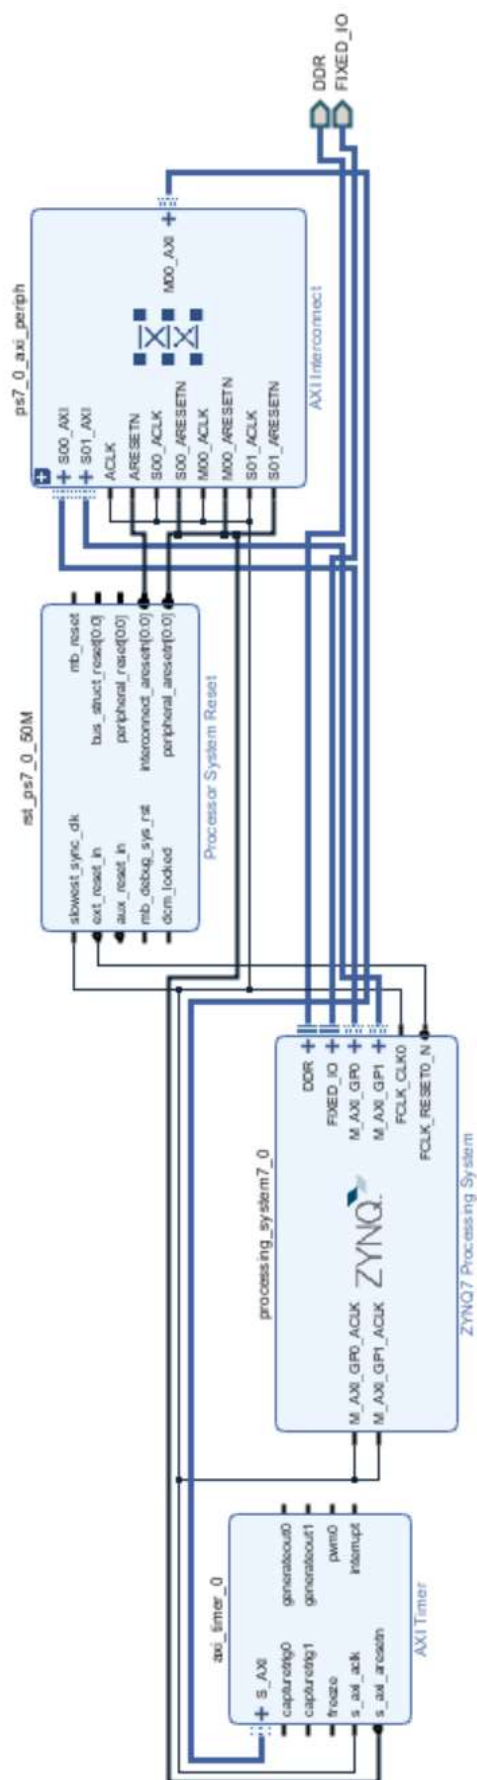 axi_timer_0
S_AXI
capturetrig0
capturetrig1
freeze
s_axi_aclk
s_axi_aresetn
generateout0
generateout1
pwm0
interrupt
AXI Timer
processing_system7_0
M_AXI_GP0_ACLK
M_AXI_GP1_ACLK
ZYNQ
DDR
FIXED_IO
M_AXI_GP0
M_AXI_GP1
FCLK_CLK0
FCLK_RESET0_N
ZYNQ7 Processing System
rst_ps7_0_50M
slowest_sync_clk
ext_reset_in
aux_reset_in
mb_debug_sys_rst
dcm_locked
mb_reset
bus_struct_reset[0:0]
peripheral_reset[0:0]
interconnect_aresetn[0:0]
peripheral_aresetn[0:0]
Processor System Reset
ps7_0_axi_periph
S00_AXI
S01_AXI
ACLK
ARESETN
S00_ACLK
S00_ARESETN
M00_ACLK
M00_ARESETN
S01_ACLK
S01_ARESETN
M00_AXI
AXI Interconnect
DDR
FIXED_IO